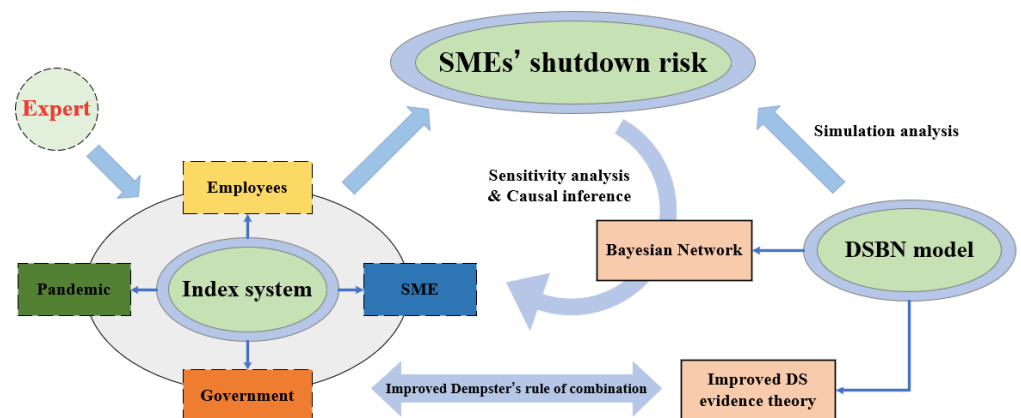 SMEs’ shutdown risk
Expert
Simulation analysis
Employees
Sensitivity analysis
& Causal inference
Bayesian Network
DSBN model
Pandemic
Index system
SME
Government
Improved Dempster’s rule of combination
Improved DS
evidence theory